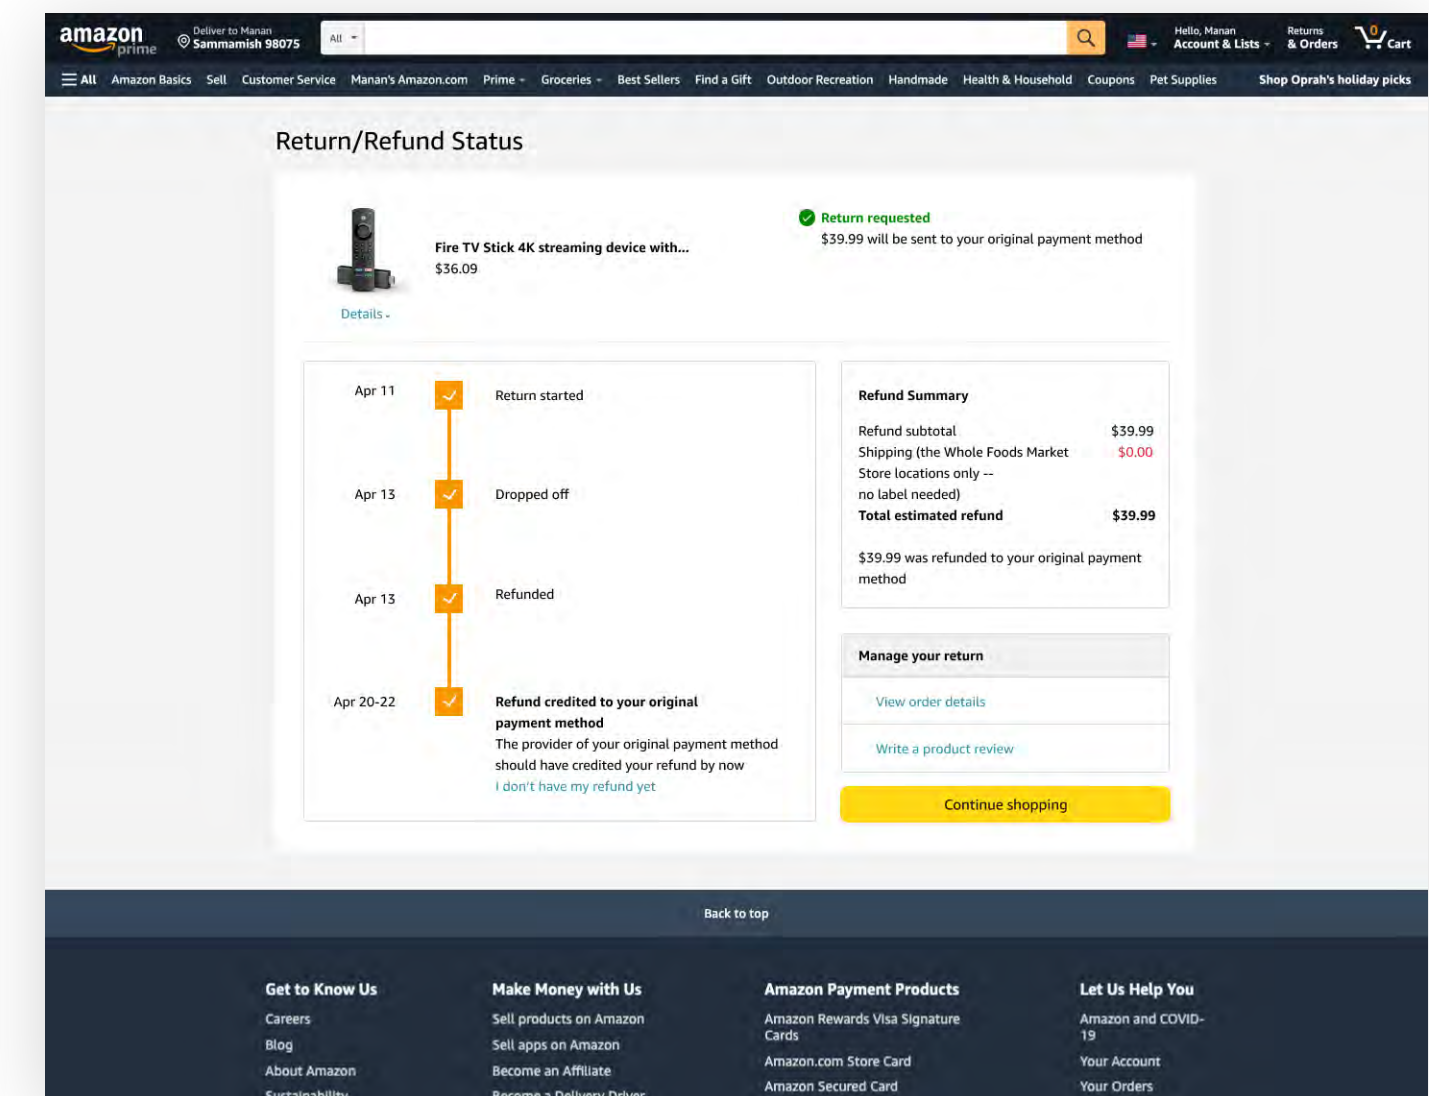 amazon
prime
Deliver to Manan
Sammamish 98075
All
Hello, Manan
Account & Lists
Returns
& Orders
0
Cart
All
Amazon Basics
Sell
Customer Service
Manan's Amazon.com
Prime
Groceries
Best Sellers
Find a Gift
Outdoor Recreation
Handmade
Health & Household
Coupons
Pet Supplies
Shop Oprah's holiday picks
Return/Refund Status
Fire TV Stick 4K streaming device with...
$36.09
Details
Return requested
$39.99 will be sent to your original payment method
Apr 11
Return started
Apr 13
Dropped off
Apr 13
Refunded
Apr 20-22
Refund credited to your original
payment method
The provider of your original payment method
should have credited your refund by now
I don't have my refund yet
Refund Summary
Refund subtotal $39.99
Shipping (the Whole Foods Market $0.00
Store locations only --
no label needed)
Total estimated refund $39.99
$39.99 was refunded to your original payment
method
Manage your return
View order details
Write a product review
Continue shopping
Back to top
Get to Know Us
Careers
Blog
About Amazon
Sustainability
Make Money with Us
Sell products on Amazon
Sell apps on Amazon
Become an Affiliate
Become a Delivery Driver
Amazon Payment Products
Amazon Rewards Visa Signature
Cards
Amazon.com Store Card
Amazon Secured Card
Let Us Help You
Amazon and COVID-
19
Your Account
Your Orders